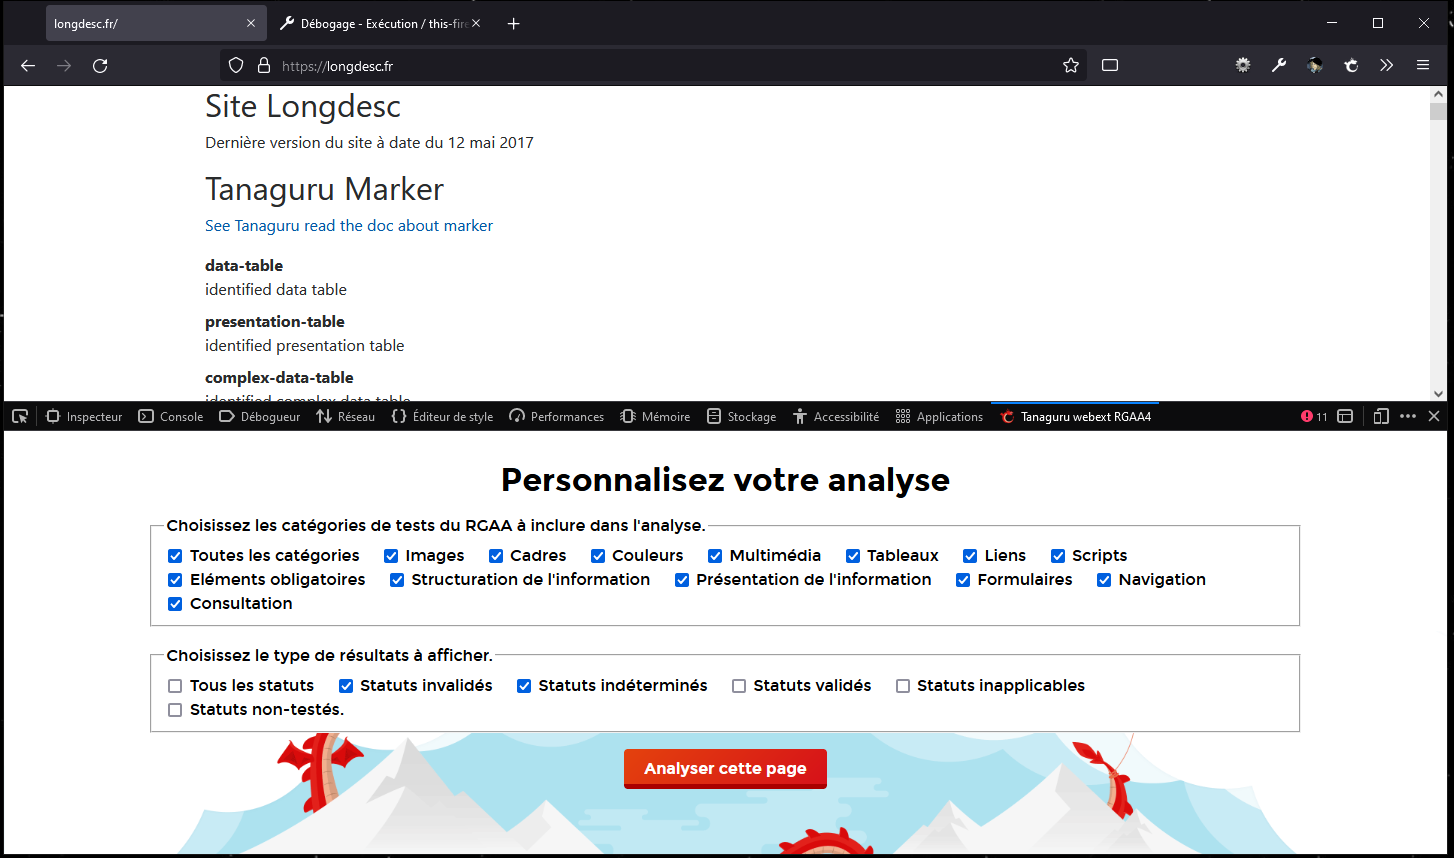 longdesc.fr/
Débogage - Exécution / this-fire
https://longdesc.fr
Site Longdesc
Dernière version du site à date du 12 mai 2017
Tanaguru Marker
See Tanaguru read the doc about marker
data-table
identified data table
presentation-table
identified presentation table
complex-data-table
identified complex data table
Inspecteur Console Débogueur Réseau Éditeur de style Performances Mémoire Stockage Accessibilité Applications Tanaguru webext RGAA4 11
Personnalisez votre analyse
Choisissez les catégories de tests du RGAA à inclure dans l'analyse.
Toutes les catégories Images Cadres Couleurs Multimédia Tableaux Liens Scripts
Eléments obligatoires Structuration de l'information Présentation de l'information Formulaires Navigation
Consultation
Choisissez le type de résultats à afficher.
Tous les statuts Statuts invalidés Statuts indéterminés Statuts validés Statuts inapplicables
Statuts non-testés.
Analyser cette page